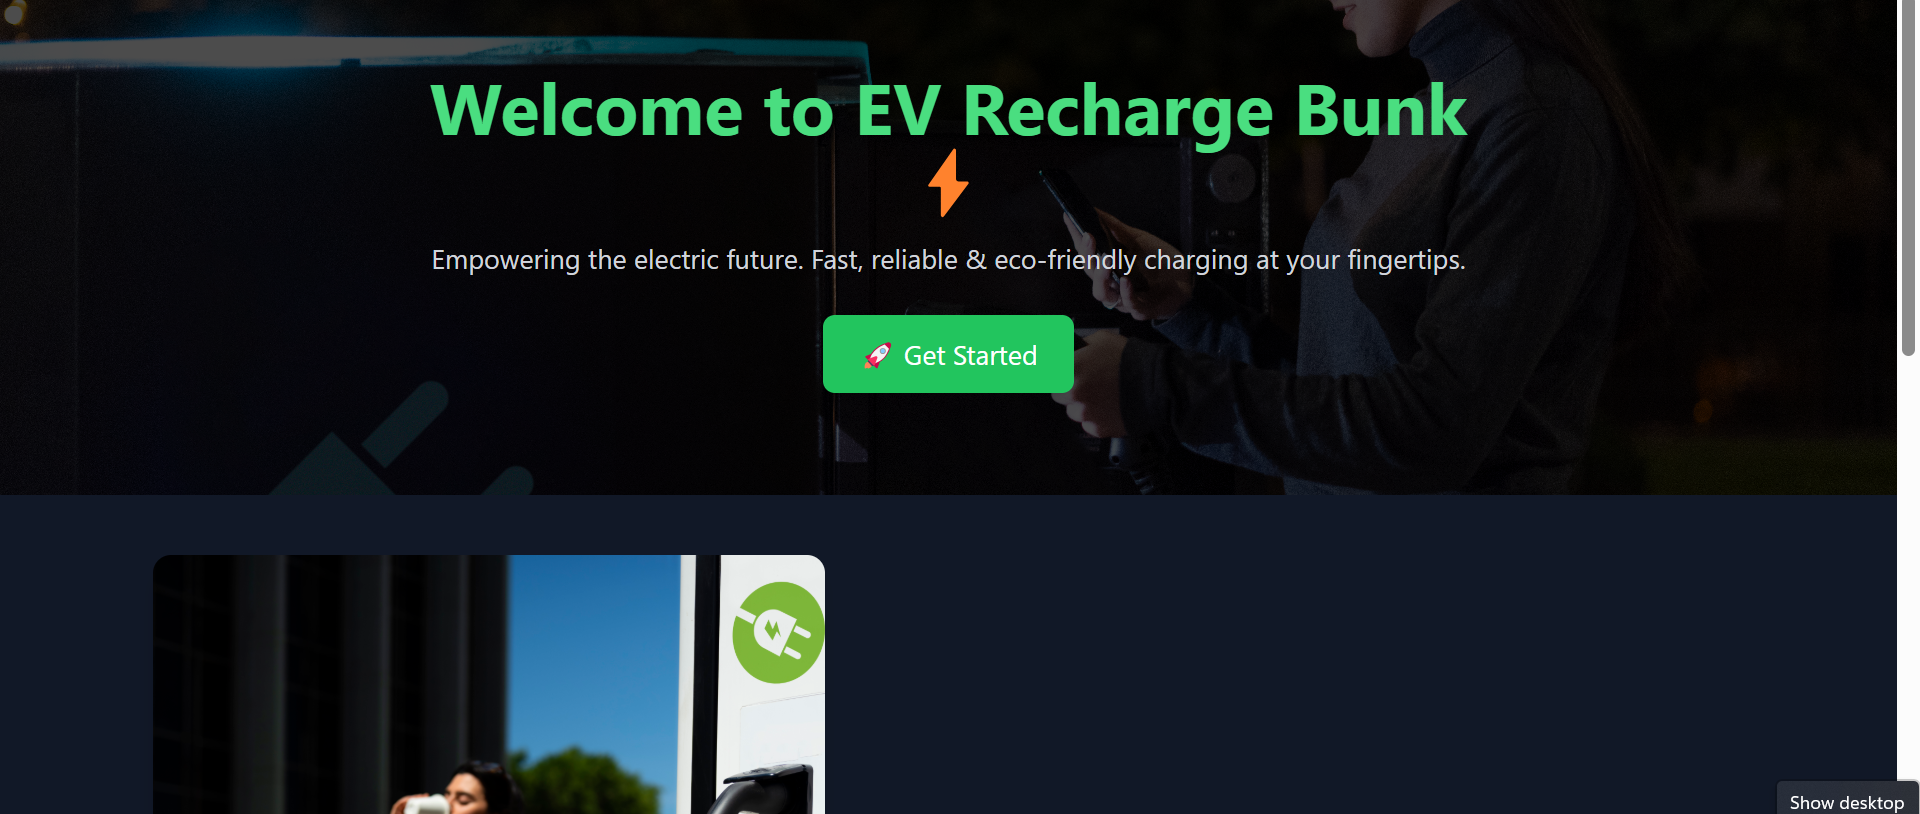 Welcome to EV Recharge Bunk
⚡
Empowering the electric future. Fast, reliable & eco-friendly charging at your fingertips.
🚀 Get Started
Show desktop